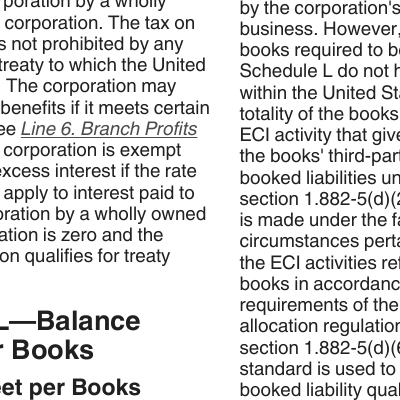 poration by a wholly
corporation. The tax on
s not prohibited by any
treaty to which the United
. The corporation may
benefits if it meets certain
ee Line 6. Branch Profits
corporation is exempt
excess interest if the rate
apply to interest paid to
oration by a wholly owned
ation is zero and the
on qualifies for treaty
L—Balance
r Books
eet per Books
by the corporation's
business. However,
books required to b
Schedule L do not h
within the United St
totality of the books
ECI activity that giv
the books' third-par
booked liabilities un
section 1.882-5(d)(2
is made under the fa
circumstances perta
the ECI activities re
books in accordanc
requirements of the
allocation regulation
section 1.882-5(d)(6
standard is used to
booked liability qual